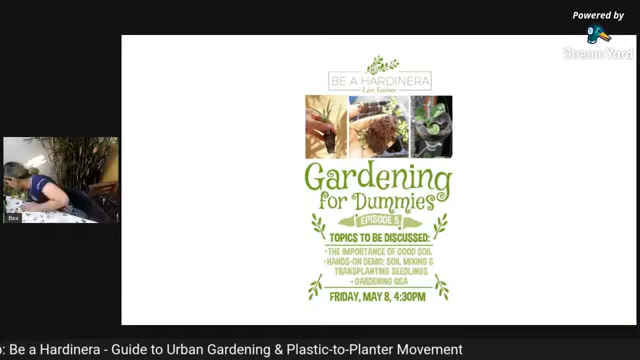 Powered by
StreamYard
BE A HARDINERA
Live Sessions
Gardening
for Dummies
EPISODE 5
TOPICS TO BE DISCUSSED:
• THE IMPORTANCE OF GOOD SOIL
• HANDS-ON DEMO: SOIL MIXING &
TRANSPLANTING SEEDLINGS
• GARDENING Q&A
FRIDAY, MAY 8, 4:30PM
Bea
: Be a Hardinera - Guide to Urban Gardening & Plastic-to-Planter Movement